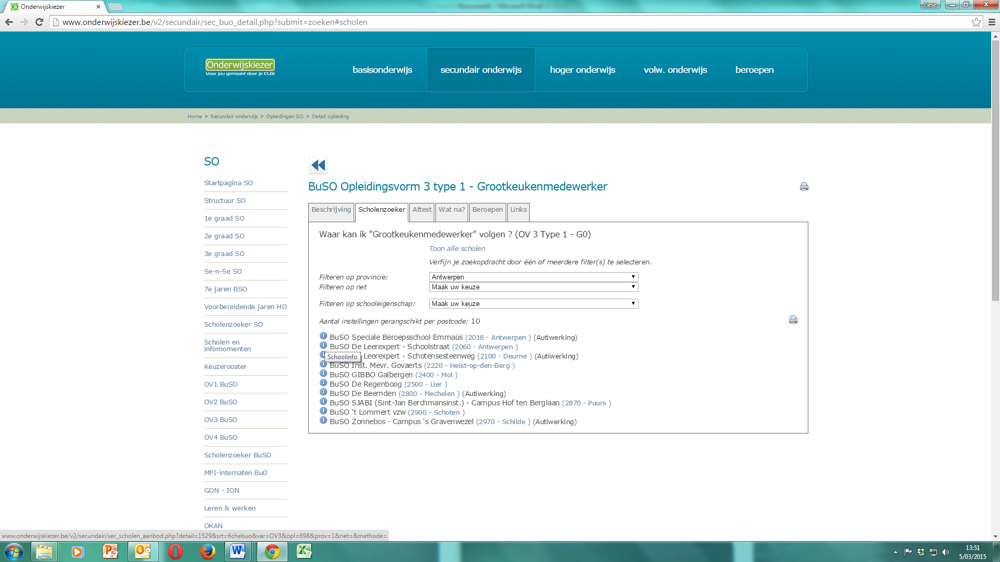 Onderwijskiezer
Liese
www.onderwijskiezer.be/v2/secundair/sec_buo_detail.php?submit=zoeken#scholen
Onderwijskiezer
Voor jou gemaakt door je CLB!
basisonderwijs
secundair onderwijs
hoger onderwijs
volw. onderwijs
beroepen
Home > Secundair onderwijs > Opleidingen SO > Detail opleiding
SO
Startpagina SO
Structuur SO
1e graad SO
2e graad SO
3e graad SO
Se-n-Se SO
7e jaren BSO
Voorbereidende jaren HO
Scholenzoeker SO
Scholen en
infomomenten
Keuzerooster
OV1 BuSO
OV2 BuSO
OV3 BuSO
OV4 BuSO
Scholenzoeker BuSO
MPI-internaten BuO
GON - ION
Leren & werken
OKAN
BuSO Opleidingsvorm 3 type 1 - Grootkeukenmedewerker
Beschrijving Scholenzoeker Attest Wat na? Beroepen Links
Waar kan ik "Grootkeukenmedewerker" volgen ? (OV 3 Type 1 - G0)
Toon alle scholen
Verfijn je zoekopdracht door één of meerdere filter(s) te selecteren.
Filteren op provincie: Antwerpen
Filteren op net Maak uw keuze
Filteren op schooleigenschap: Maak uw keuze
Aantal instellingen gerangschikt per postcode: 10
BuSO Speciale Beroepsschool Emmaüs (2018 - Antwerpen ) (Autiwerking)
BuSO De Leerexpert - Schoolstraat (2060 - Antwerpen )
Schoolinfo Leerexpert - Schotensesteenweg (2100 - Deurne ) (Autiwerking)
BuSO Inst. Mevr. Govaerts (2220 - Heist-op-den-Berg )
BuSO GIBBO Galbergen (2400 - Mol )
BuSO De Regenboog (2500 - Lier )
BuSO De Beemden (2800 - Mechelen ) (Autiwerking)
BuSO SJABI (Sint-Jan Berchmansinst.) - Campus Hof ten Berglaan (2870 - Puurs )
BuSO 't Lommert vzw (2900 - Schoten )
BuSO Zonnebos - Campus 's Gravenwezel (2970 - Schilde ) (Autiwerking)
www.onderwijskiezer.be/v2/secundair/sec_scholen_aanbod.php?detail=1529&srt=fichebuo&var=OV3&opl=698&prov=1&net=&methode=
13:51
5/03/2015